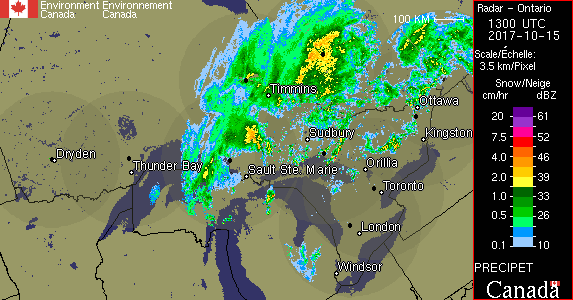 Environment Environnement
Canada Canada
100 KM
Timmins
Ottawa
Sudbury
Kingston
Dryden
Thunder Bay
Sault Ste. Marie
Orillia
Toronto
London
Windsor
Radar - Ontario
1300 UTC
2017-10-15
Scale/Échelle:
3.5 km/Pixel
Snow/Neige
cm/hr dBZ
20 61
7.5 57
5.5 52
4.0 46
2.0 39
1.0 33
0.5 26
0.1 10
PRECIPET
Canada